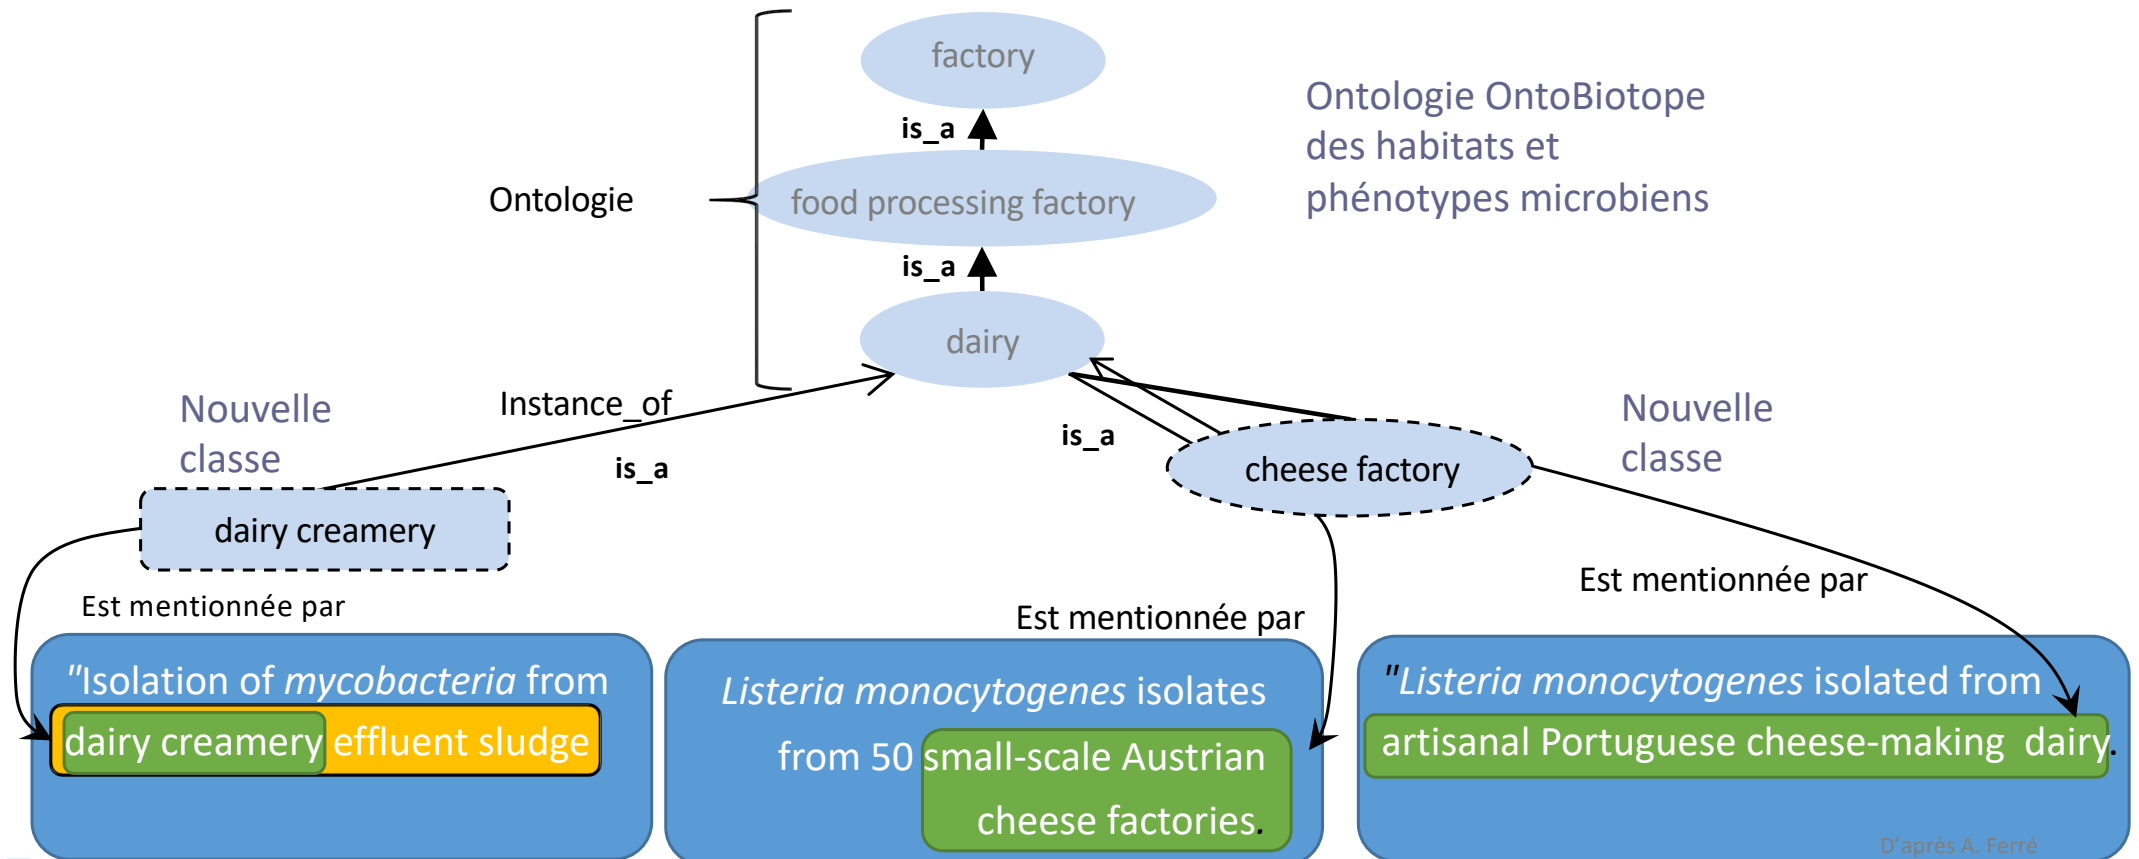 factory
is_a
Ontologie OntoBiotope
des habitats et
phénotypes microbiens
Ontologie
food processing factory
is_a
dairy
Nouvelle
classe
Instance_of
is_a
is_a
Nouvelle
classe
cheese factory
dairy creamery
Est mentionnée par
Est mentionnée par
Est mentionnée par
"Isolation of mycobacteria from
dairy creamery effluent sludge
Listeria monocytogenes isolates
from 50 small-scale Austrian
cheese factories.
"Listeria monocytogenes isolated from
artisanal Portuguese cheese-making dairy.
D'après A. Ferré